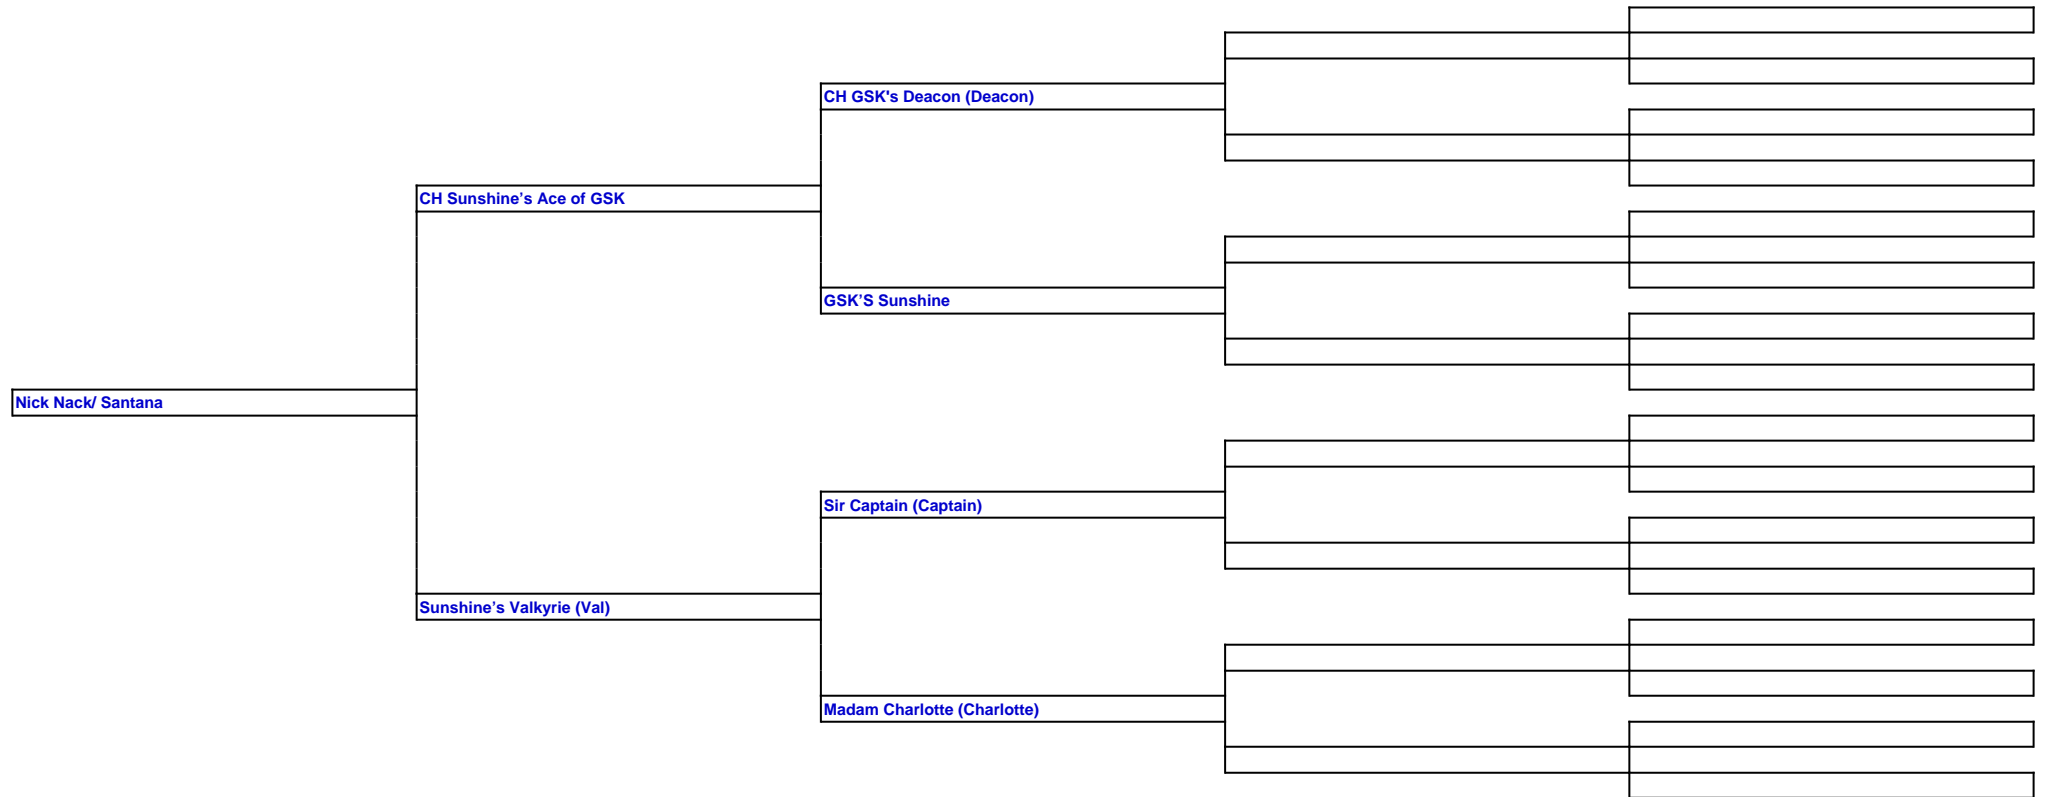 CH GSK's Deacon (Deacon)
CH Sunshine’s Ace of GSK
GSK’S Sunshine
Nick Nack/ Santana
Sir Captain (Captain)
Sunshine’s Valkyrie (Val)
Madam Charlotte (Charlotte)